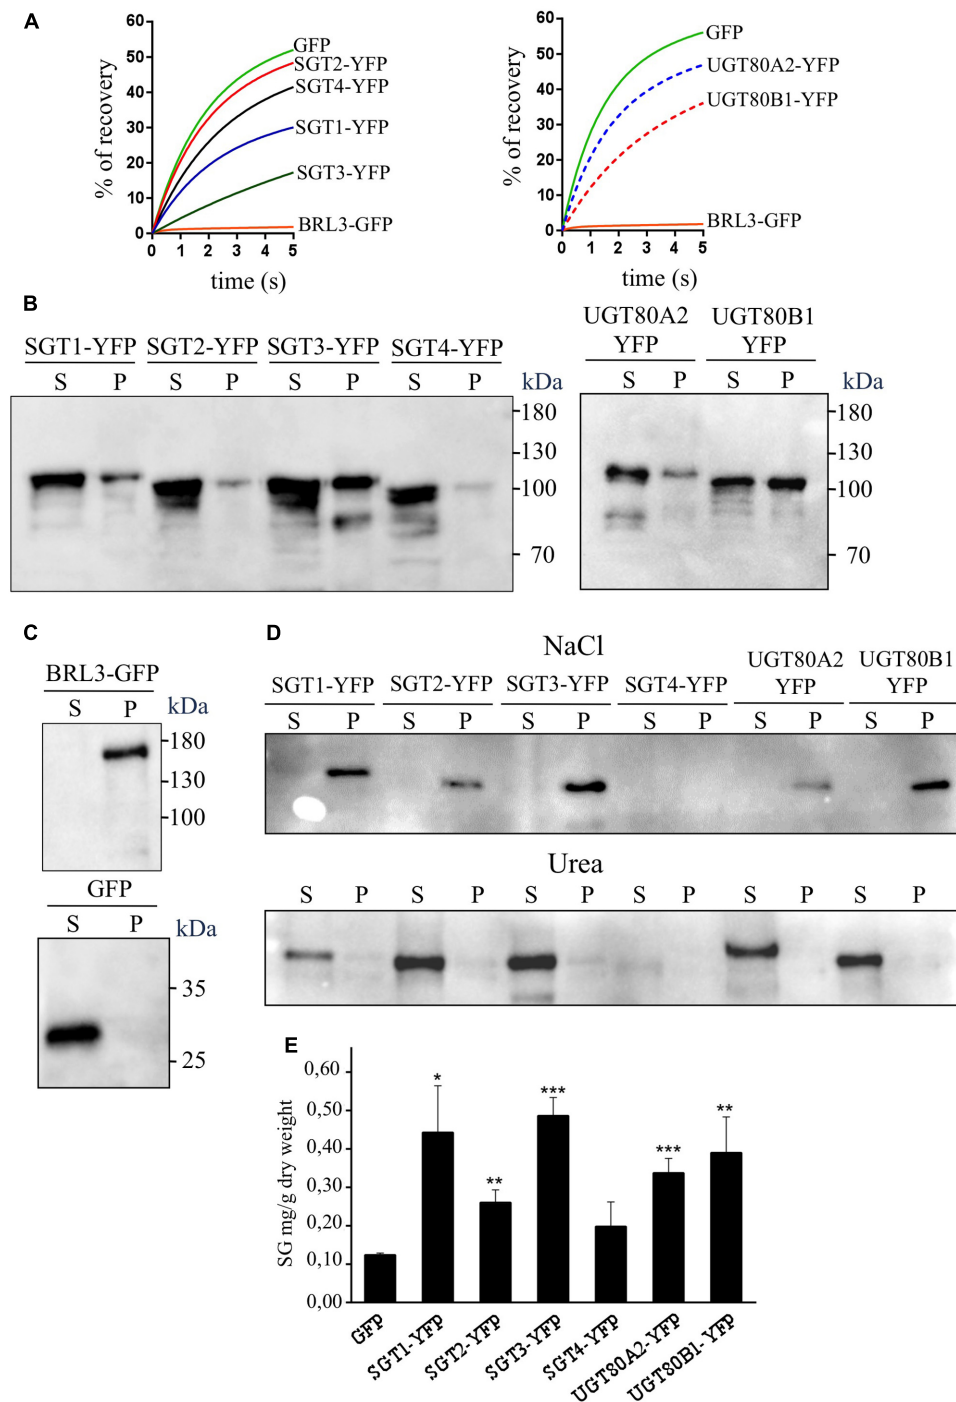 A
% of recovery
60
50
40
30
20
10
0
0 1 2 3 4 5
time (s)
GFP
SGT2-YFP
SGT4-YFP
SGT1-YFP
SGT3-YFP
BRL3-GFP
% of recovery
60
50
40
30
20
10
0
0 1 2 3 4 5
time (s)
GFP
UGT80A2-YFP
UGT80B1-YFP
BRL3-GFP
B
SGT1-YFP SGT2-YFP SGT3-YFP SGT4-YFP
S P S P S P S P kDa
180
130
100
70
UGT80A2 UGT80B1
YFP YFP
S P S P kDa
180
130
100
70
C
BRL3-GFP
S P kDa
180
130
100
GFP
S P kDa
35
25
D
NaCl
SGT1-YFP SGT2-YFP SGT3-YFP SGT4-YFP UGT80A2 YFP UGT80B1 YFP
S P S P S P S P S P S P
Urea
S P S P S P S P S P S P
E
SG mg/g dry weight
0,60
0,50
0,40
0,30
0,20
0,10
0,00
* ** *** *** **
GFp
SGT1-YFp
SGT2-YFp
SGT3-YFp
SGT4-YFp
UGT80A2-YFp
UGT80B1-YFp